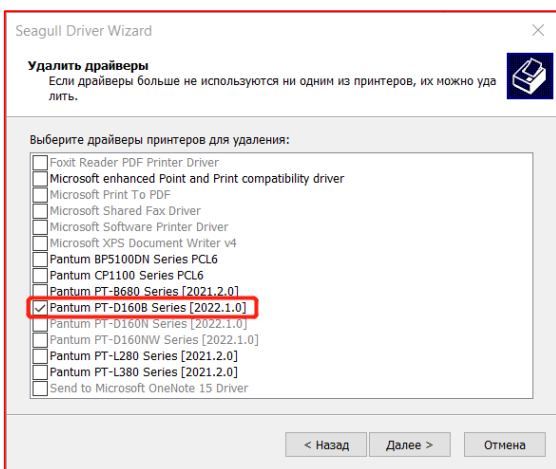 Seagull Driver Wizard
Удалить драйверы
Если драйверы больше не используются ни одним из принтеров, их можно уда
лить.
Выберите драйверы принтеров для удаления:
Foxit Reader PDF Printer Driver
Microsoft enhanced Point and Print compatibility driver
Microsoft Print To PDF
Microsoft Shared Fax Driver
Microsoft Software Printer Driver
Microsoft XPS Document Writer v4
Pantum BP5100DN Series PCL6
Pantum CP1100 Series PCL6
Pantum PT-B680 Series [2021.2.0]
Pantum PT-D160B Series [2022.1.0]
Pantum PT-D160N Series [2022.1.0]
Pantum PT-D160NW Series [2022.1.0]
Pantum PT-L280 Series [2021.2.0]
Pantum PT-L380 Series [2021.2.0]
Send to Microsoft OneNote 15 Driver
< Назад Далее > Отмена